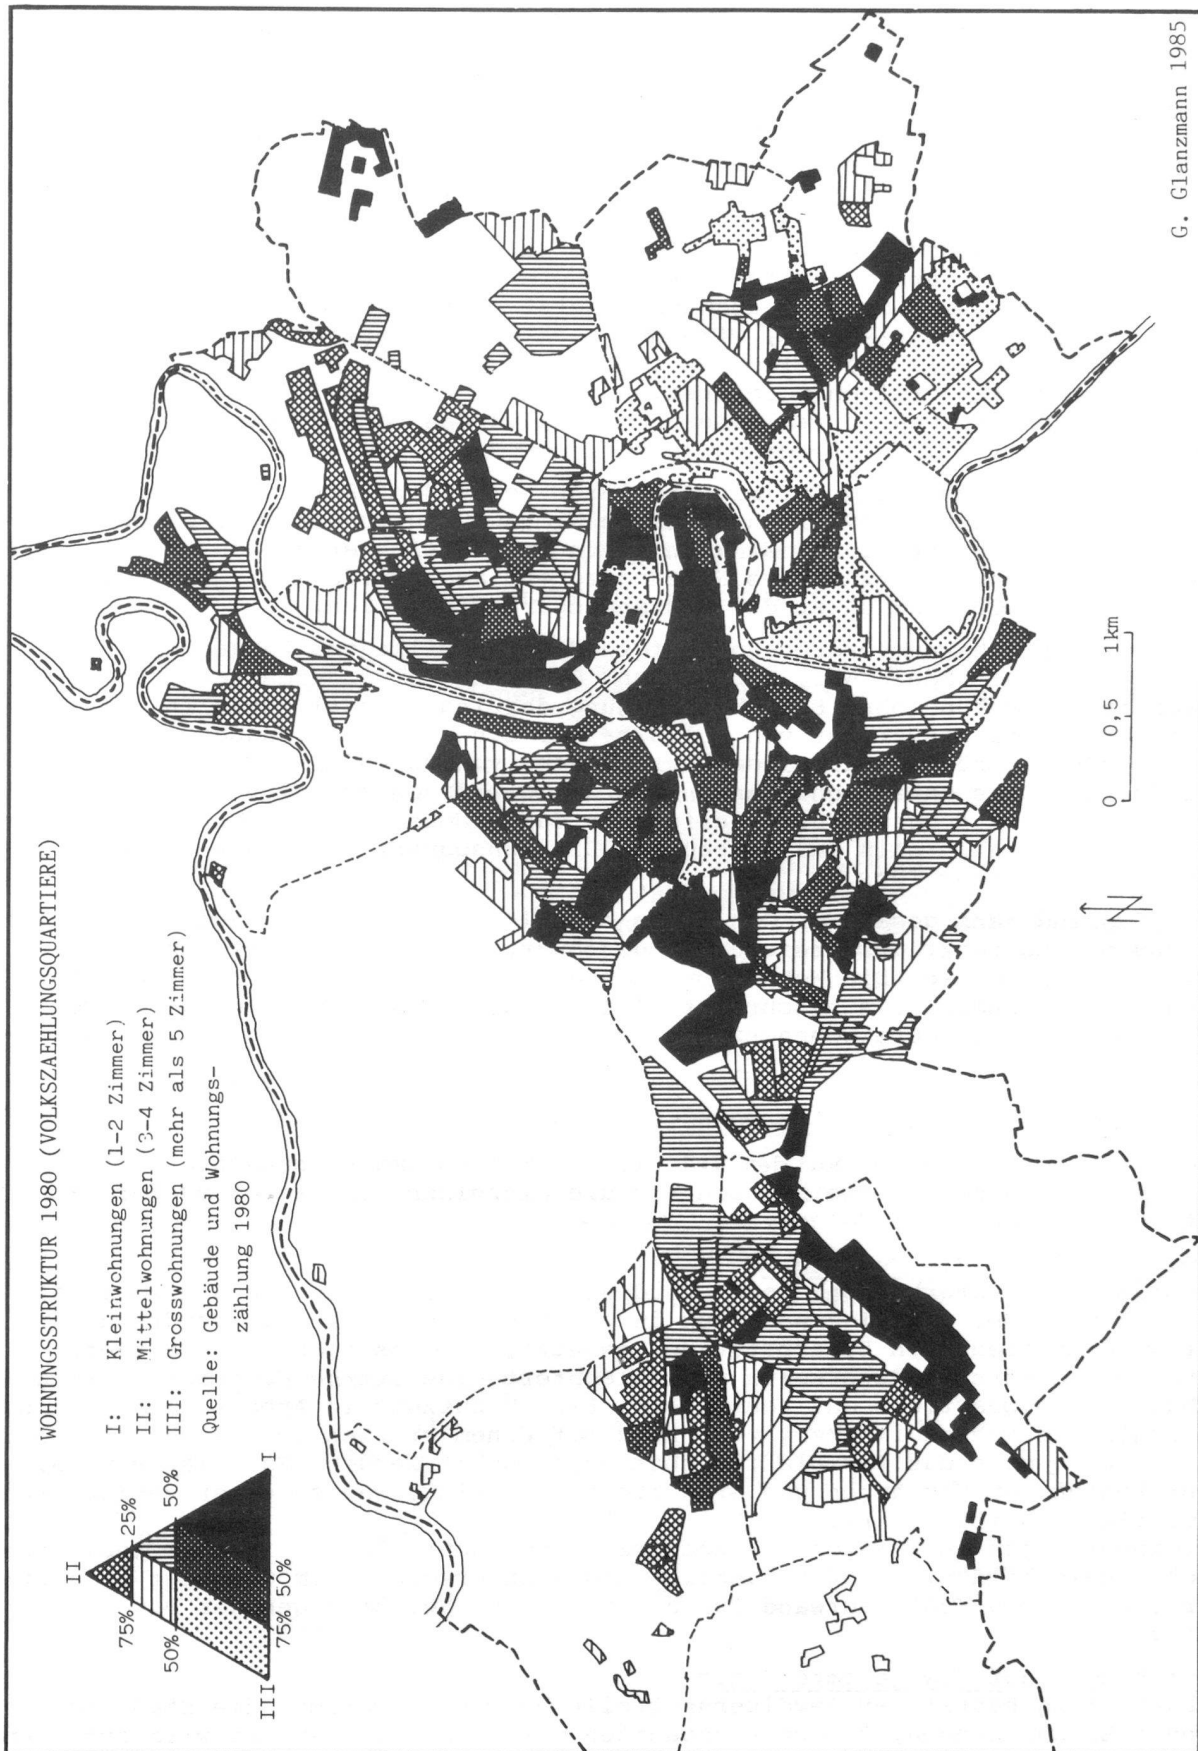 WOHNUNGSSTRUKTUR 1980 (VOLKSZAEHLUNGSQUARTIERE)
I: Kleinwohnungen (1-2 Zimmer)
II: Mittelwohnungen (3-4 Zimmer)
III: Grosswohnungen (mehr als 5 Zimmer)
Quelle: Gebäude und Wohnungs-
zählung 1980
II
75%
25%
50%
50%
III
75%
50%
I
0 0,5 1km
N
G. Glanzmann 1985